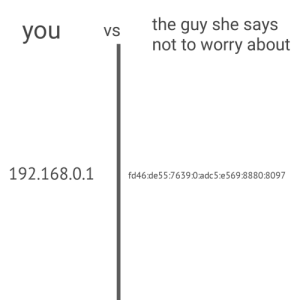 you
vs
the guy she says
not to worry about
192.168.0.1
fd46:de55:7639:0:adc5:e569:8880:8097